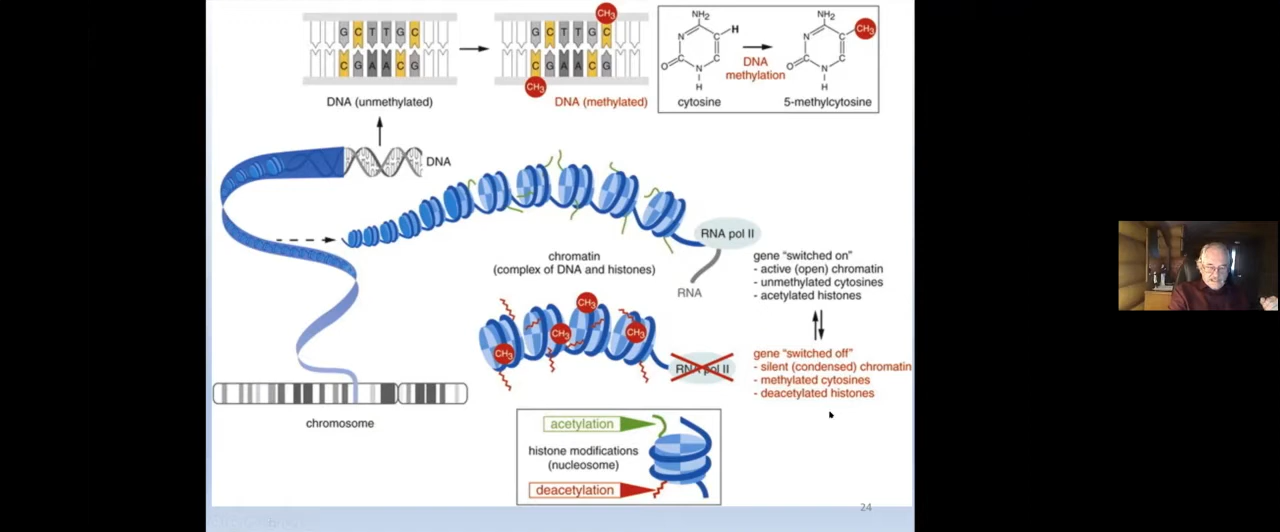 CH3
G C T T G C
C G A A C G
DNA (unmethylated)
G C T T G C
C G A A C G
CH3
DNA (methylated)
NH2
H
N
O
N
H
cytosine
DNA
methylation
NH2
CH3
N
O
N
H
5-methylcytosine
DNA
RNA pol II
chromatin
(complex of DNA and histones)
RNA
gene “switched on”
- active (open) chromatin
- unmethylated cytosines
- acetylated histones
CH3
CH3
CH3
CH3
RNA pol II
gene “switched off”
- silent (condensed) chromatin
- methylated cytosines
- deacetylated histones
chromosome
acetylation
histone modifications
(nucleosome)
deacetylation
24